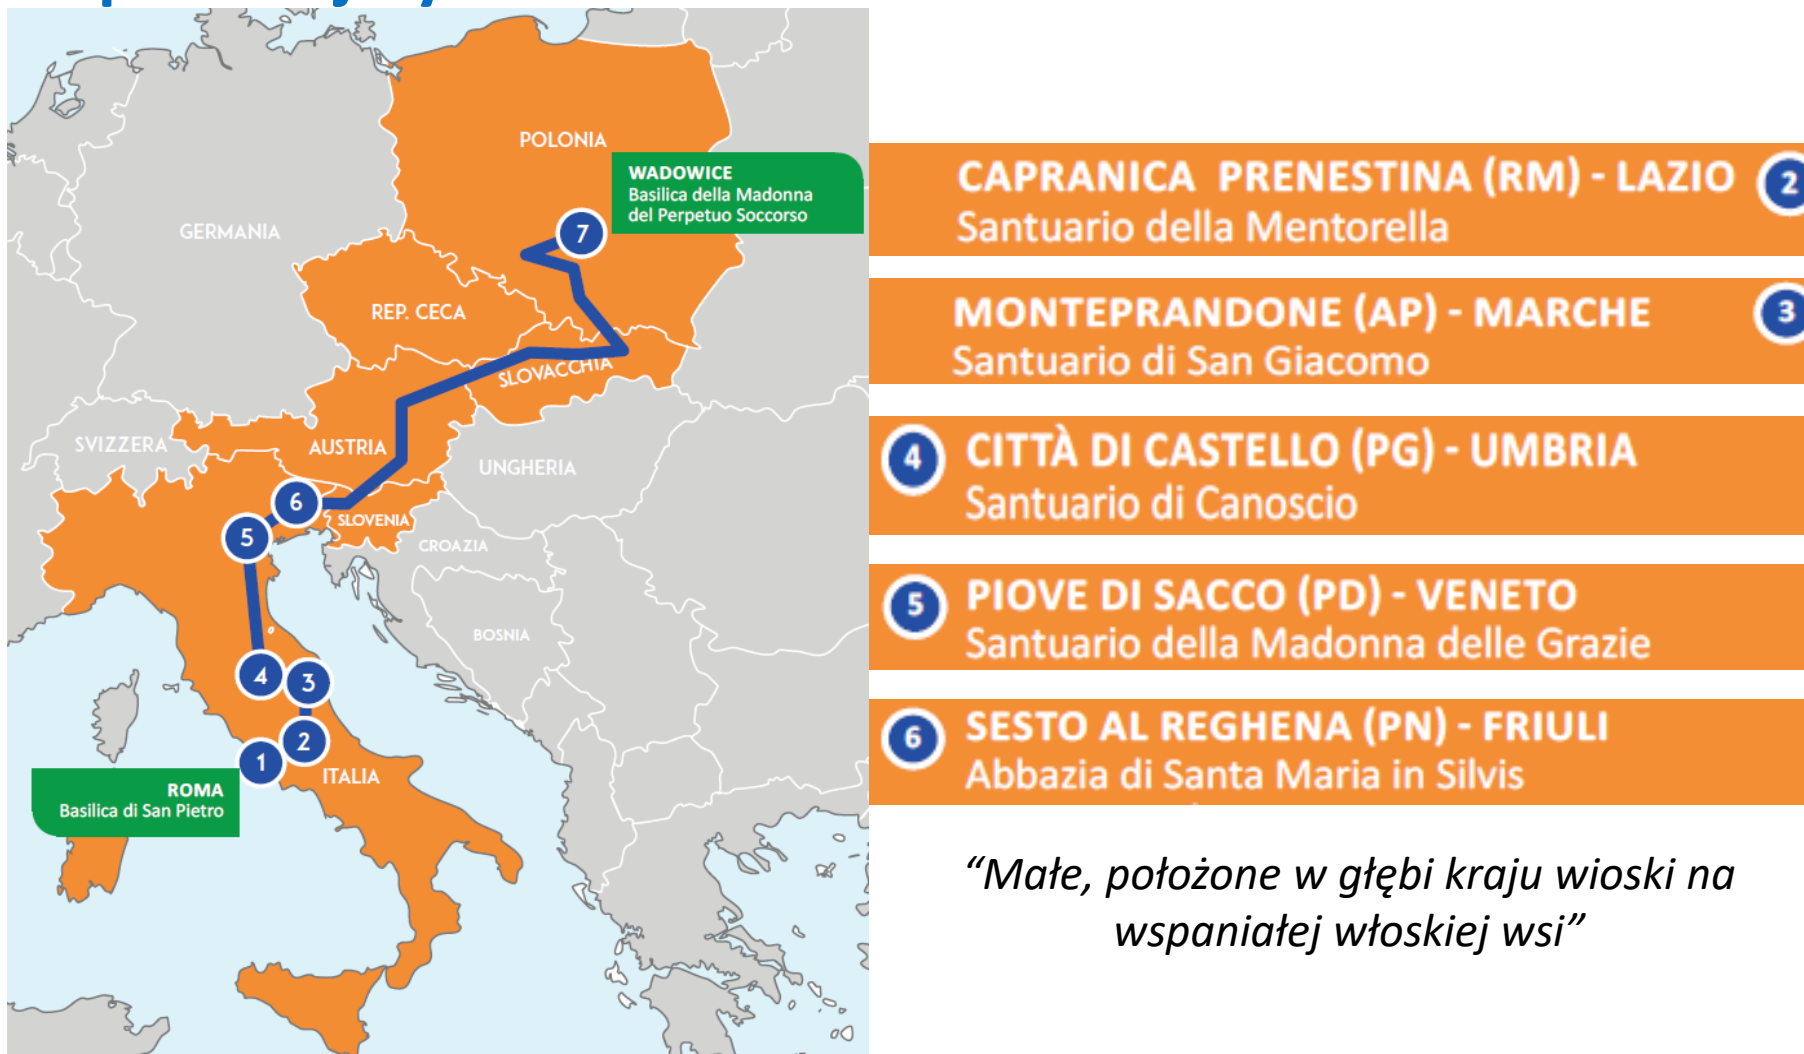 POLONIA
WADOWICE
Basilica della Madonna
del Perpetuo Soccorso
7
GERMANIA
REP. CECA
SLOVACCHIA
SVIZZERA
AUSTRIA
UNGHERIA
6
SLOVENIA
5
CROAZIA
BOSNIA
4
3
2
1
ITALIA
ROMA
Basilica di San Pietro
CAPRANICA PRENESTINA (RM) - LAZIO 2
Santuario della Mentorella
MONTEPRANDONE (AP) - MARCHE 3
Santuario di San Giacomo
4 CITTÀ DI CASTELLO (PG) - UMBRIA
Santuario di Canoscio
5 PIOVE DI SACCO (PD) - VENETO
Santuario della Madonna delle Grazie
6 SESTO AL REGHENA (PN) - FRIULI
Abbazia di Santa Maria in Silvis
“Małe, położone w głębi kraju wioski na
wspaniałej włoskiej wsi”